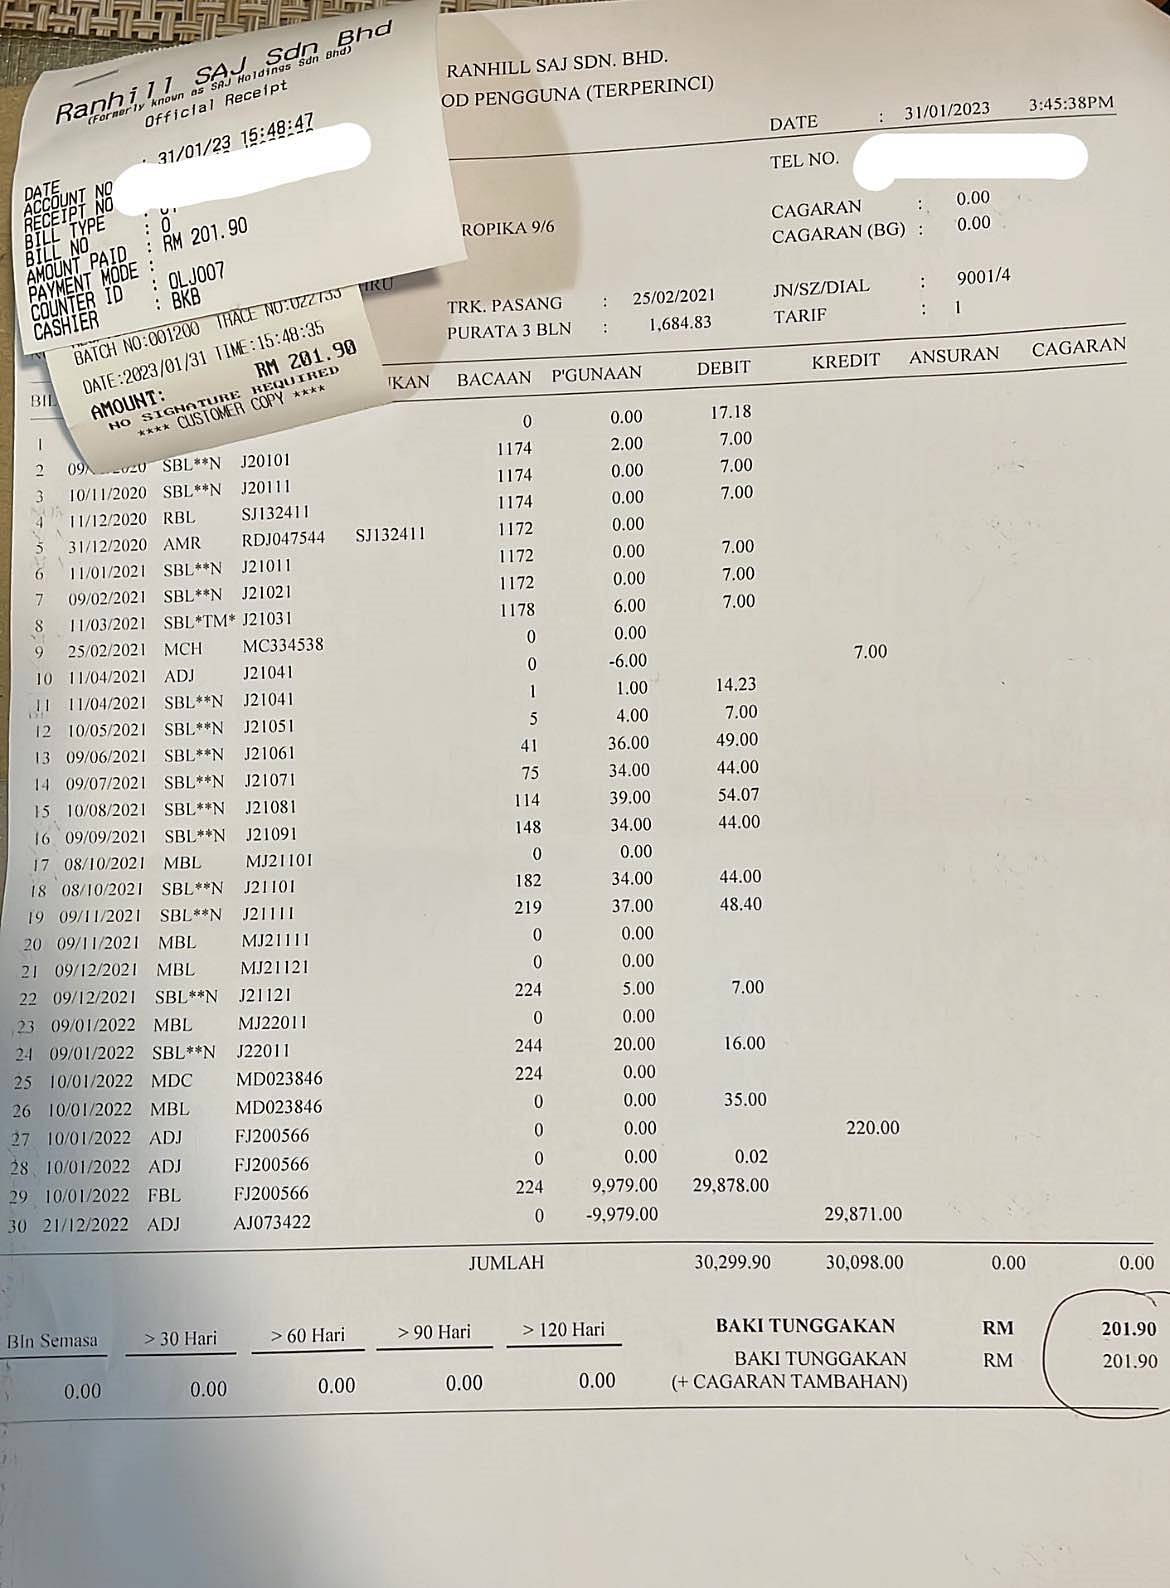 Ranhill SAJ Sdn Bhd
(Formerly known as SAJ Holdings Sdn Bhd)
Official Receipt
DATE : 31/01/23 15:48:47
ACCOUNT NO
RECEIPT NO
BILL TYPE :
BILL NO : 0
AMOUNT PAID : RM 201.90
PAYMENT MODE :
COUNTER ID : OLJ007
CASHIER : BKB
BATCH NO:001200 TRACE NO:022733
DATE:2023/01/31 TIME:15:48:35
AMOUNT: RM 201.90
NO SIGNATURE REQUIRED
**** CUSTOMER COPY ****
RANHILL SAJ SDN. BHD.
OD PENGGUNA (TERPERINCI)
DATE : 31/01/2023 3:45:38PM
TEL NO.
CAGARAN : 0.00
ROPIKA 9/6 CAGARAN (BG) : 0.00
TRK. PASANG : 25/02/2021 JN/SZ/DIAL : 9001/4
PURATA 3 BLN : 1,684.83 TARIF : 1
BIL UKAN BACAAN P'GUNAAN DEBIT KREDIT ANSURAN CAGARAN
1 0 0.00 17.18
2 SBL**N J20101 1174 2.00 7.00
3 10/11/2020 SBL**N J20111 1174 0.00 7.00
4 11/12/2020 RBL SJ132411 1174 0.00 7.00
5 31/12/2020 AMR RDJ047544 SJ132411 1172 0.00
6 11/01/2021 SBL**N J21011 1172 0.00 7.00
7 09/02/2021 SBL**N J21021 1172 0.00 7.00
8 11/03/2021 SBL*TM* J21031 1178 6.00 7.00
9 25/02/2021 MCH MC334538 0 0.00
10 11/04/2021 ADJ J21041 0 -6.00 7.00
11 11/04/2021 SBL**N J21041 1 1.00 14.23
12 10/05/2021 SBL**N J21051 5 4.00 7.00
13 09/06/2021 SBL**N J21061 41 36.00 49.00
14 09/07/2021 SBL**N J21071 75 34.00 44.00
15 10/08/2021 SBL**N J21081 114 39.00 54.07
16 09/09/2021 SBL**N J21091 148 34.00 44.00
17 08/10/2021 MBL MJ21101 0 0.00
18 08/10/2021 SBL**N J21101 182 34.00 44.00
19 09/11/2021 SBL**N J21111 219 37.00 48.40
20 09/11/2021 MBL MJ21111 0 0.00
21 09/12/2021 MBL MJ21121 0 0.00
22 09/12/2021 SBL**N J21121 224 5.00 7.00
23 09/01/2022 MBL MJ22011 0 0.00
24 09/01/2022 SBL**N J22011 244 20.00 16.00
25 10/01/2022 MDC MD023846 224 0.00
26 10/01/2022 MBL MD023846 0 0.00 35.00
27 10/01/2022 ADJ FJ200566 0 0.00 220.00
28 10/01/2022 ADJ FJ200566 0 0.00 0.02
29 10/01/2022 FBL FJ200566 224 9,979.00 29,878.00
30 21/12/2022 ADJ AJ073422 0 -9,979.00 29,871.00
JUMLAH 30,299.90 30,098.00 0.00 0.00
Bln Semasa > 30 Hari > 60 Hari > 90 Hari > 120 Hari
0.00 0.00 0.00 0.00 0.00
BAKI TUNGGAKAN RM 201.90
BAKI TUNGGAKAN RM 201.90
(+ CAGARAN TAMBAHAN)